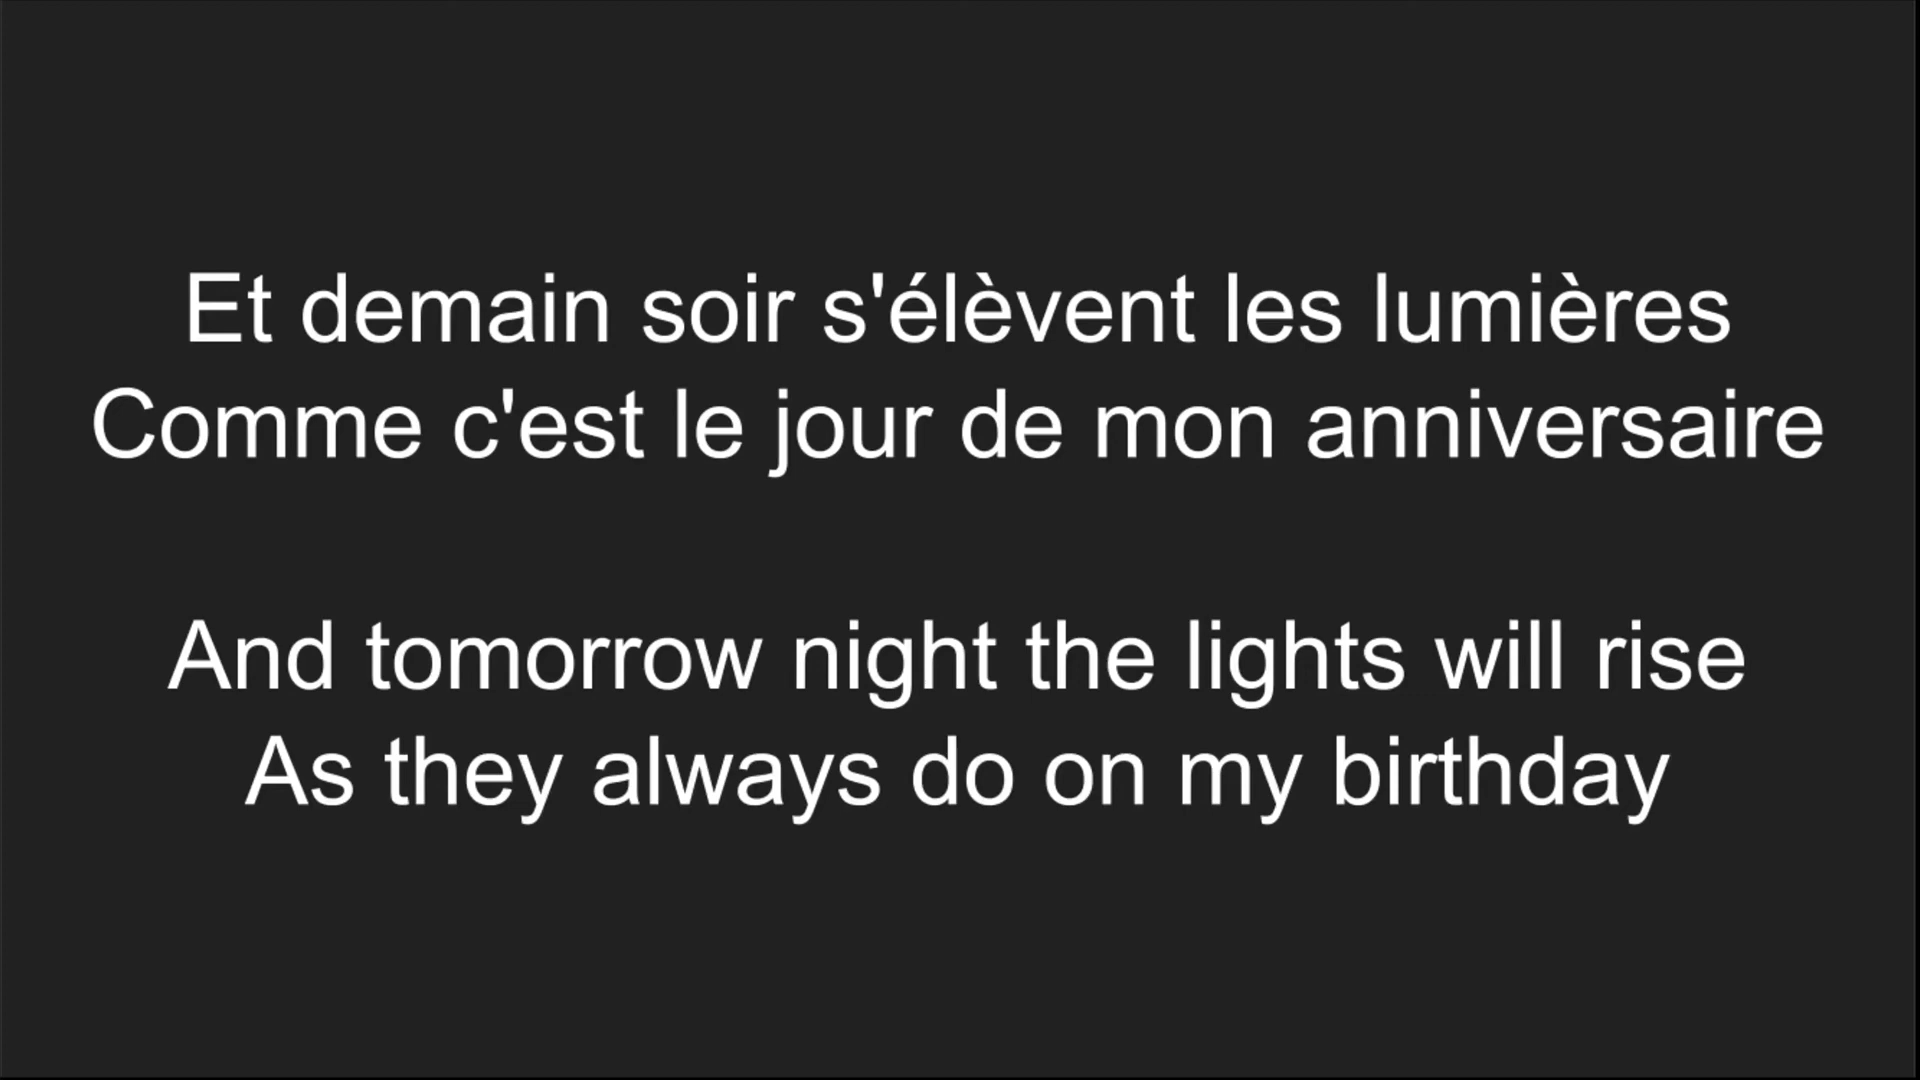 Et demain soir s'élèvent les lumières
Comme c'est le jour de mon anniversaire
And tomorrow night the lights will rise
As they always do on my birthday